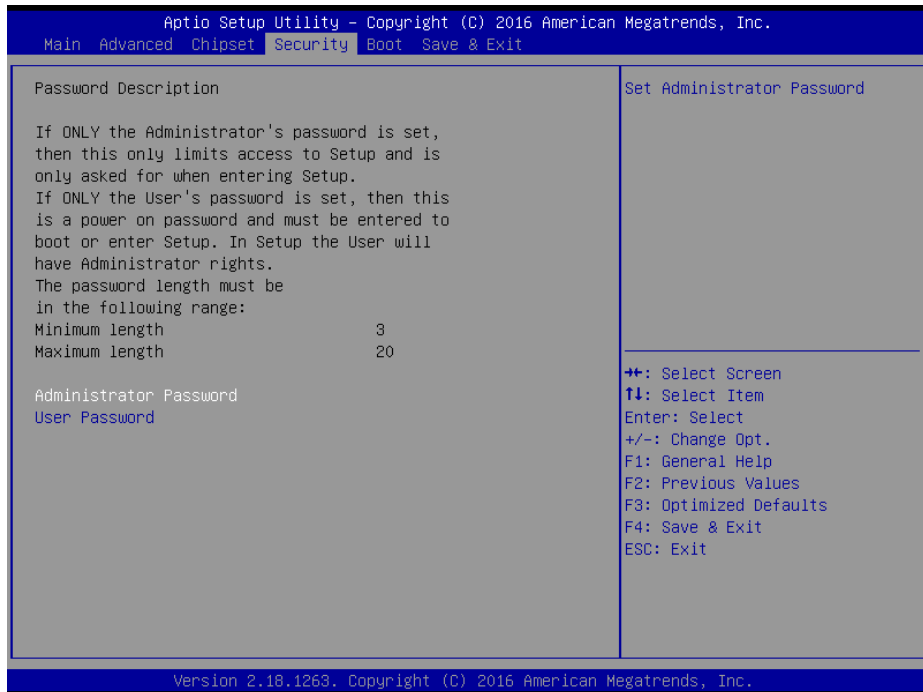 Aptio Setup Utility – Copyright (C) 2016 American Megatrends, Inc.
Main Advanced Chipset Security Boot Save & Exit
Password Description
If ONLY the Administrator's password is set,
then this only limits access to Setup and is
only asked for when entering Setup.
If ONLY the User's password is set, then this
is a power on password and must be entered to
boot or enter Setup. In Setup the User will
have Administrator rights.
The password length must be
in the following range:
Minimum length 3
Maximum length 20
Administrator Password
User Password
Set Administrator Password
→←: Select Screen
↑↓: Select Item
Enter: Select
+/-: Change Opt.
F1: General Help
F2: Previous Values
F3: Optimized Defaults
F4: Save & Exit
ESC: Exit
Version 2.18.1263. Copyright (C) 2016 American Megatrends, Inc.